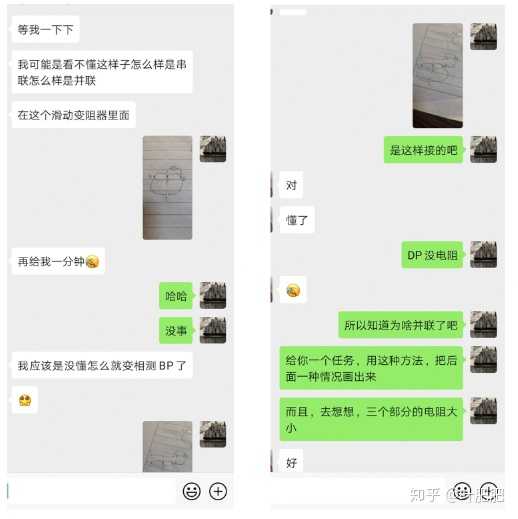 等我一下下
我可能是看不懂这样子怎么样是串
联怎么样是并联
在这个滑动变阻器里面
再给我一分钟
哈哈
没事
我应该是没懂怎么就变相测 BP 了
是这样接的吧
对
懂了
DP 没电阻
所以知道为啥并联了吧
给你一个任务，用这种方法，把后
面一种情况画出来
而且，去想想，三个部分的电阻大
小
好
知乎